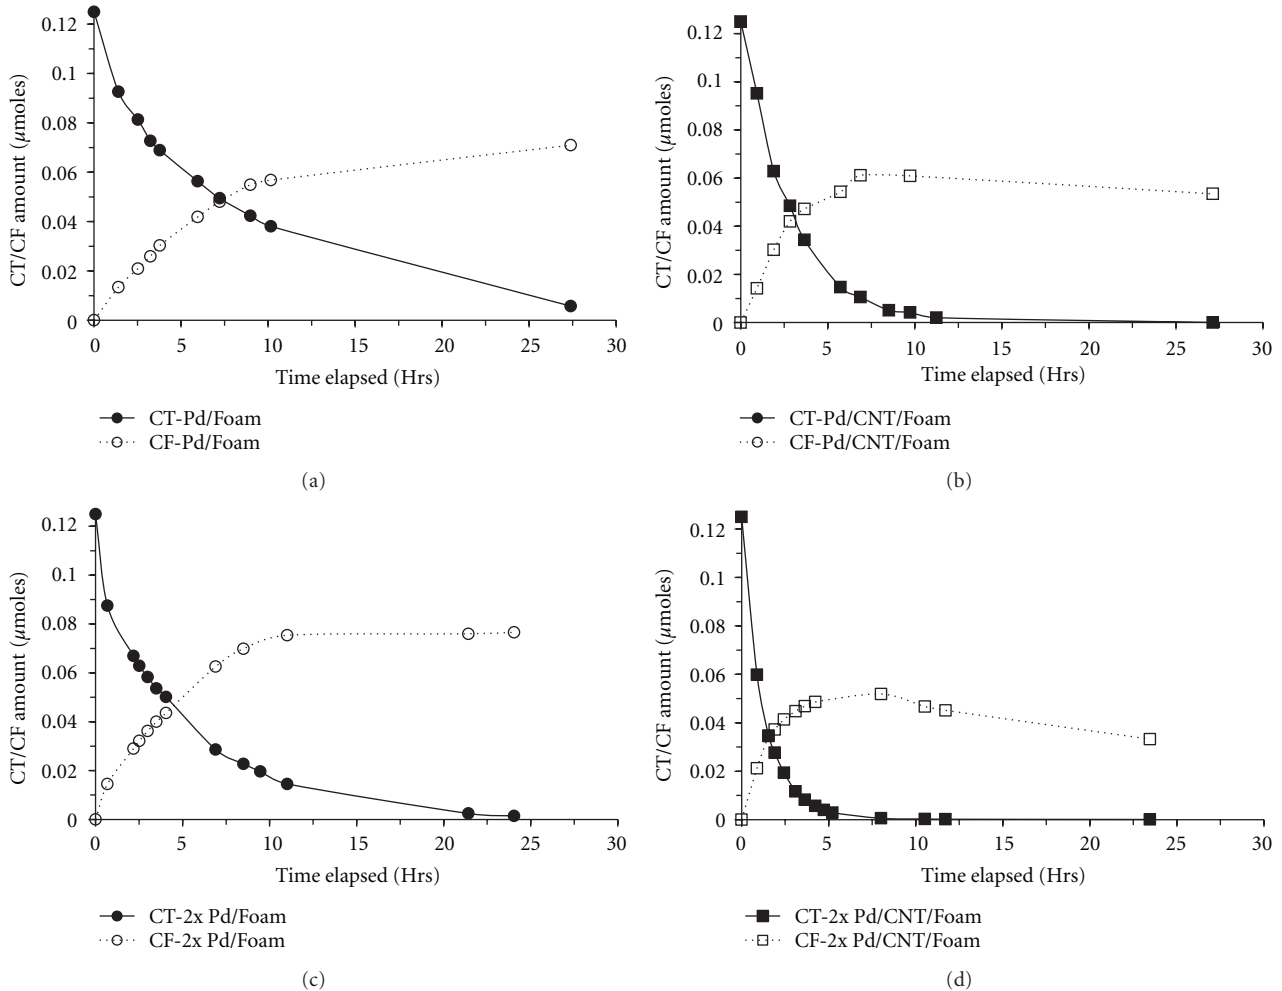 CT/CF amount (μmoles)
0.12
0.1
0.08
0.06
0.04
0.02
0
0 5 10 15 20 25 30
Time elapsed (Hrs)
CT-Pd/Foam
CF-Pd/Foam
(a)
CT/CF amount (μmoles)
0.12
0.1
0.08
0.06
0.04
0.02
0
0 5 10 15 20 25 30
Time elapsed (Hrs)
CT-Pd/CNT/Foam
CF-Pd/CNT/Foam
(b)
CT/CF amount (μmoles)
0.12
0.1
0.08
0.06
0.04
0.02
0
0 5 10 15 20 25 30
Time elapsed (Hrs)
CT-2x Pd/Foam
CF-2x Pd/Foam
(c)
CT/CF amount (μmoles)
0.12
0.1
0.08
0.06
0.04
0.02
0
0 5 10 15 20 25 30
Time elapsed (Hrs)
CT-2x Pd/CNT/Foam
CF-2x Pd/CNT/Foam
(d)